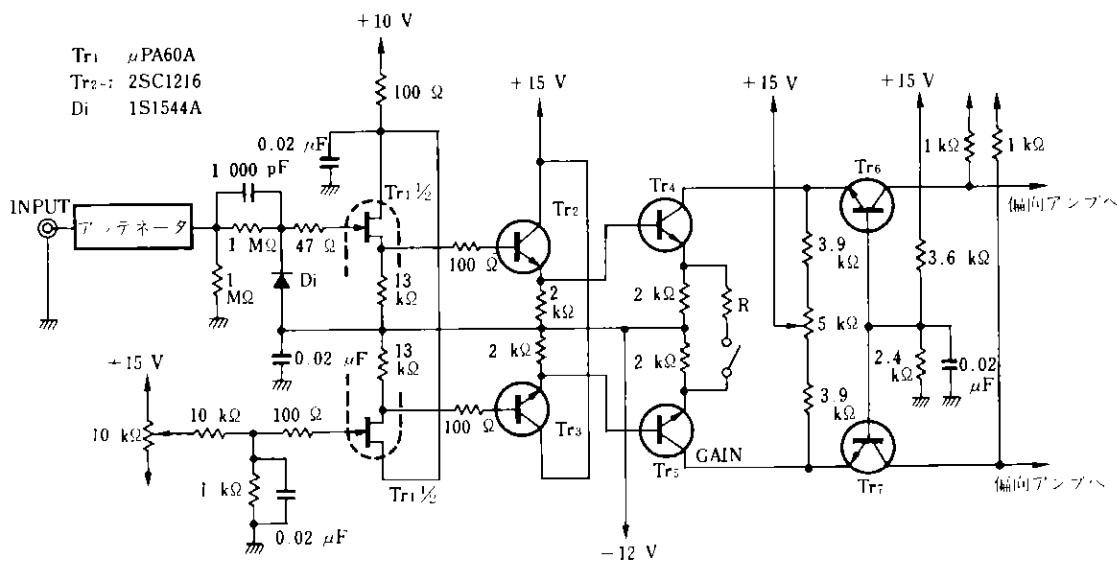 Tr1 μPA60A
Tr2-7 2SC1216
Di 1S1544A
+10 V
100 Ω
0.02 μF
1 000 pF
Tr1 ½
INPUT
アッテネータ
1 MΩ
47 Ω
1
MΩ
Di
13
kΩ
0.02 μF
13
kΩ
+15 V
10 kΩ
10 kΩ
100 Ω
1 kΩ
0.02 μF
Tr1 ½
+15 V
Tr2
100 Ω
2
kΩ
2 kΩ
100 Ω
Tr3
Tr4
2 kΩ
R
2 kΩ
Tr5
GAIN
−12 V
+15 V
3.9
kΩ
5 kΩ
3.9
kΩ
+15 V
Tr6
3.6
kΩ
2.4
kΩ
0.02
μF
Tr7
1 kΩ
1 kΩ
偏向アンプへ
偏向アンプへ